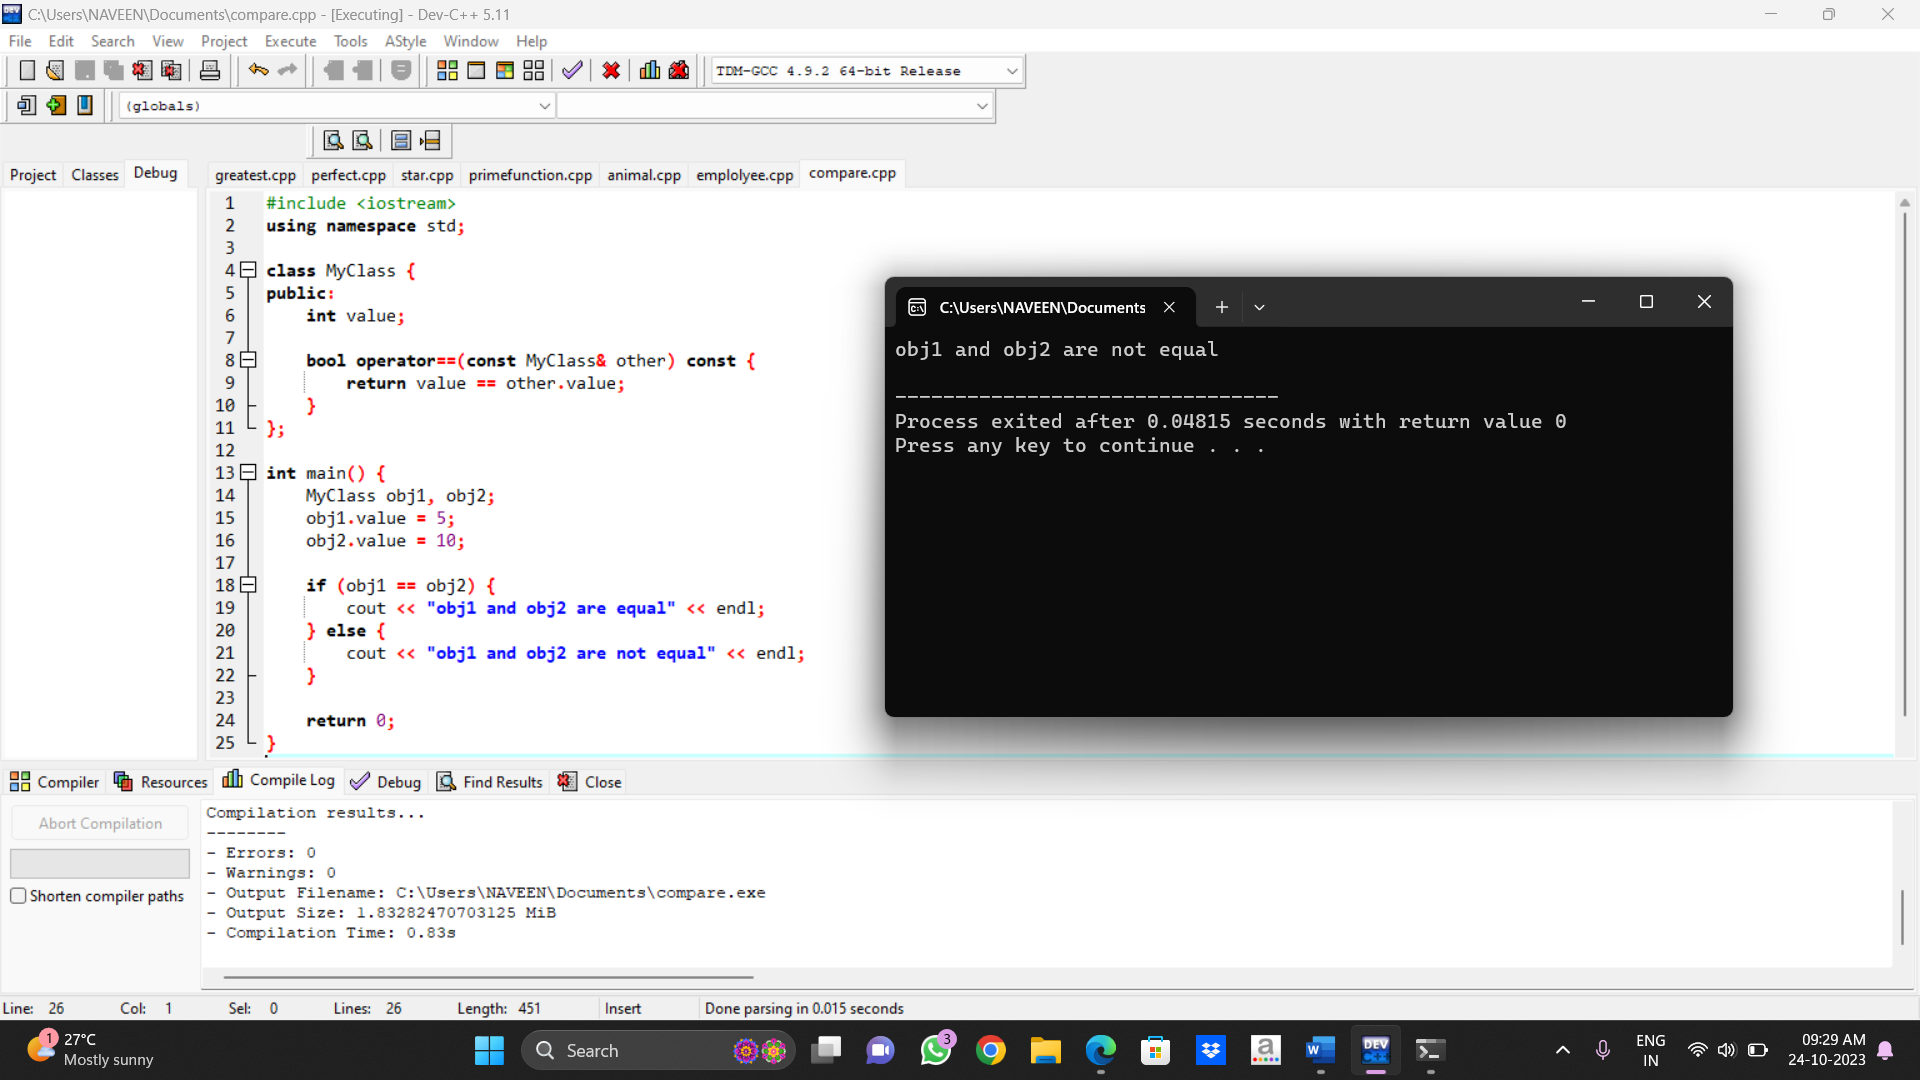 C:\Users\NAVEEN\Documents\compare.cpp - [Executing] - Dev-C++ 5.11
File Edit Search View Project Execute Tools AStyle Window Help
TDM-GCC 4.9.2 64-bit Release
(globals)
Project Classes Debug
greatest.cpp perfect.cpp star.cpp primefunction.cpp animal.cpp emplolyee.cpp compare.cpp
1 #include <iostream>
2 using namespace std;
3
4 class MyClass {
5 public:
6 int value;
7
8 bool operator==(const MyClass& other) const {
9 return value == other.value;
10 }
11 };
12
13 int main() {
14 MyClass obj1, obj2;
15 obj1.value = 5;
16 obj2.value = 10;
17
18 if (obj1 == obj2) {
19 cout << "obj1 and obj2 are equal" << endl;
20 } else {
21 cout << "obj1 and obj2 are not equal" << endl;
22 }
23
24 return 0;
25 }
C:\Users\NAVEEN\Documents
obj1 and obj2 are not equal
--------------------------------
Process exited after 0.04815 seconds with return value 0
Press any key to continue . . .
Compiler Resources Compile Log Debug Find Results Close
Abort Compilation
Shorten compiler paths
Compilation results...
--------
- Errors: 0
- Warnings: 0
- Output Filename: C:\Users\NAVEEN\Documents\compare.exe
- Output Size: 1.83282470703125 MiB
- Compilation Time: 0.83s
Line: 26 Col: 1 Sel: 0 Lines: 26 Length: 451 Insert Done parsing in 0.015 seconds
1
27°C
Mostly sunny
Search
3
DEV
C++
ENG
IN
09:29 AM
24-10-2023